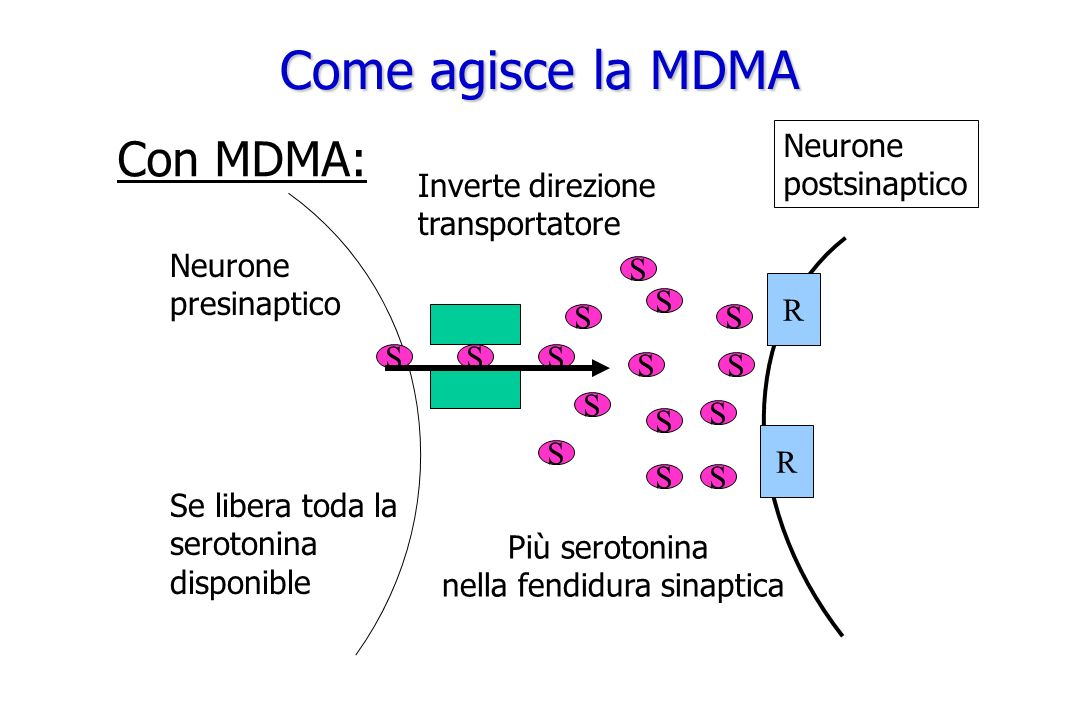 Come agisce la MDMA
Con MDMA:
Neurone
postsinaptico
Inverte direzione
transportatore
Neurone
presinaptico
S
S
S
S
R
S
S
S
S
S
S
S
S
S
S
R
S
S
Se libera toda la
serotonina
disponible
Più serotonina
nella fendidura sinaptica